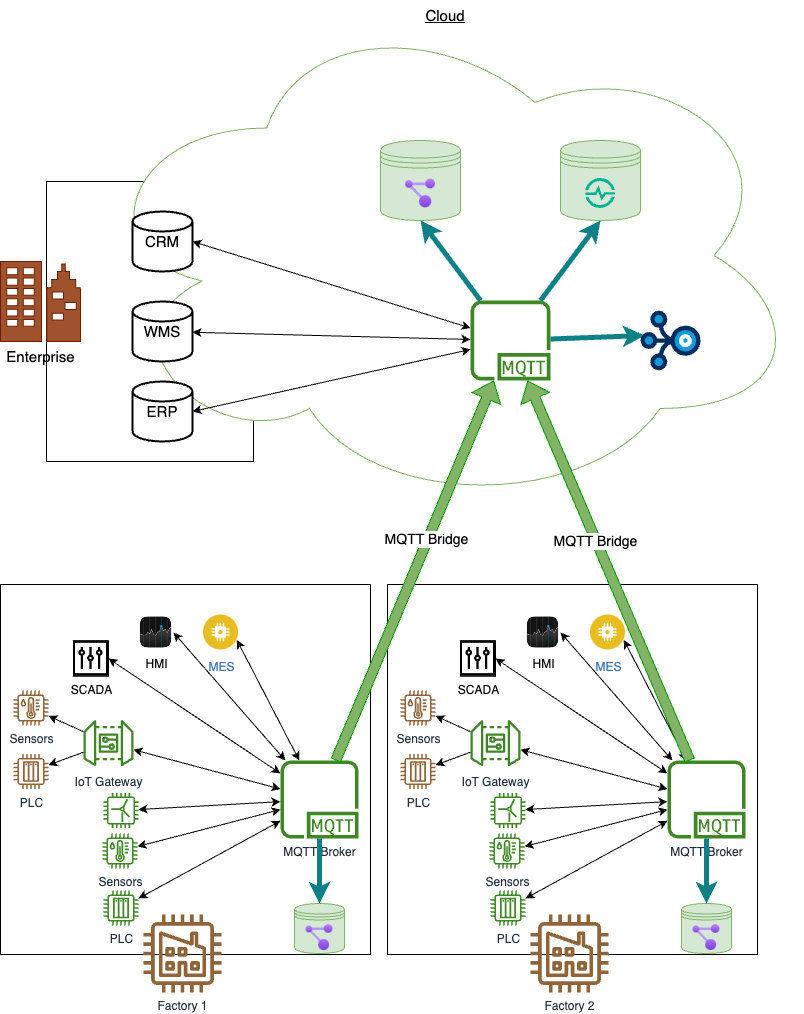 Cloud
CRM
WMS
Enterprise
MQTT
ERP
MQTT Bridge
MQTT Bridge
HMI
MES
SCADA
Sensors
IoT Gateway
PLC
MQTT
MQTT Broker
Sensors
PLC
Factory 1
HMI
MES
SCADA
Sensors
IoT Gateway
PLC
MQTT
MQTT Broker
Sensors
PLC
Factory 2